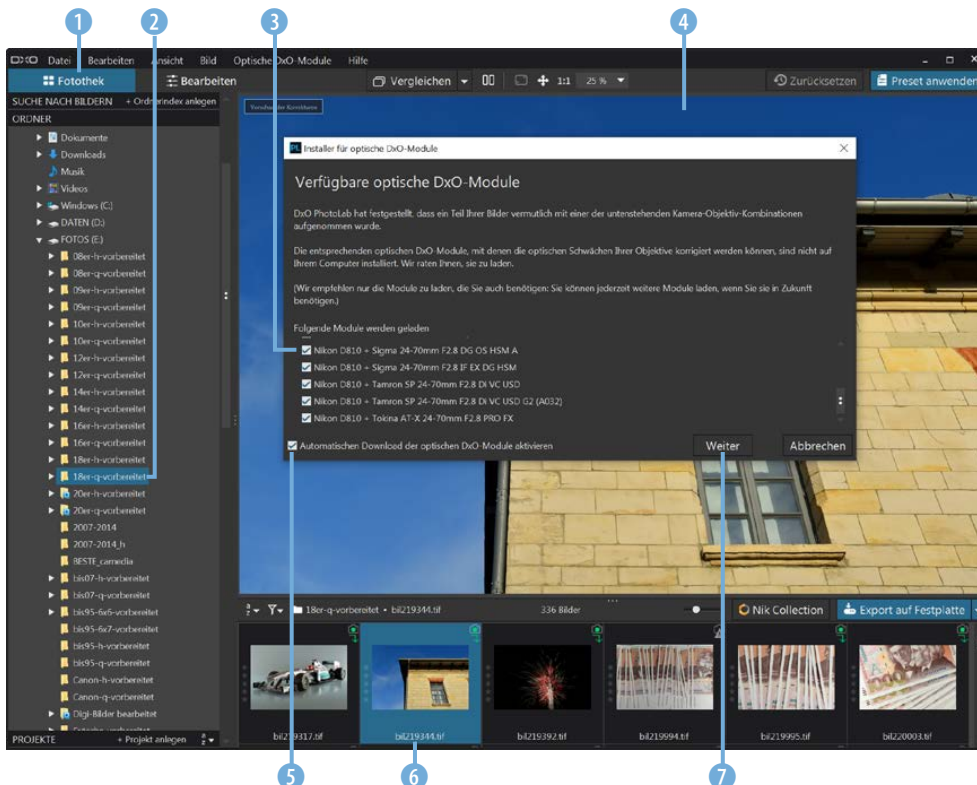 1 2 3 4
DXO Datei Bearbeiten Ansicht Bild Optische DxO-Module Hilfe
Fotothek Bearbeiten Vergleichen 1:1 25 % Zurücksetzen Preset anwenden
SUCHE NACH BILDERN + Ordnerindex anlegen
ORDNER
Dokumente
Downloads
Musik
Videos
Windows (C:)
DATEN (D:)
FOTOS (E:)
08er-h-vorbereitet
08er-q-vorbereitet
09er-h-vorbereitet
09er-q-vorbereitet
10er-h-vorbereitet
10er-q-vorbereitet
12er-h-vorbereitet
12er-q-vorbereitet
14er-h-vorbereitet
14er-q-vorbereitet
16er-h-vorbereitet
16er-q-vorbereitet
18er-h-vorbereitet
18er-q-vorbereitet
20er-h-vorbereitet
20er-q-vorbereitet
2007-2014
2007-2014_h
BESTE_camedia
bis07-h-vorbereitet
bis07-q-vorbereitet
bis95-6x6-vorbereitet
bis95-6x7-vorbereitet
bis95-h-vorbereitet
bis95-q-vorbereitet
Canon-h-vorbereitet
Canon-q-vorbereitet
Digi-Bilder bearbeitet
PROJEKTE + Projekt anlegen
PL Installer für optische DxO-Module
Verfügbare optische DxO-Module
DxO PhotoLab hat festgestellt, dass ein Teil Ihrer Bilder vermutlich mit einer der untenstehenden Kamera-Objektiv-Kombinationen
aufgenommen wurde.
Die entsprechenden optischen DxO-Module, mit denen die optischen Schwächen Ihrer Objektive korrigiert werden können, sind nicht auf
Ihrem Computer installiert. Wir raten Ihnen, sie zu laden.
(Wir empfehlen nur die Module zu laden, die Sie auch benötigen: Sie können jederzeit weitere Module laden, wenn Sie sie in Zukunft
benötigen.)
Folgende Module werden geladen
Nikon D810 + Sigma 24-70mm F2.8 DG OS HSM A
Nikon D810 + Sigma 24-70mm F2.8 IF EX DG HSM
Nikon D810 + Tamron SP 24-70mm F2.8 Di VC USD
Nikon D810 + Tamron SP 24-70mm F2.8 Di VC USD G2 (A032)
Nikon D810 + Tokina AT-X 24-70mm F2.8 PRO FX
Automatischen Download der optischen DxO-Module aktivieren
Weiter Abbrechen
18er-q-vorbereitet • bil219344.tif 336 Bilder Nik Collection Export auf Festplatte
bil219317.tif bil219344.tif bil219392.tif bil219994.tif bil219995.tif bil220003.tif
5 6 7